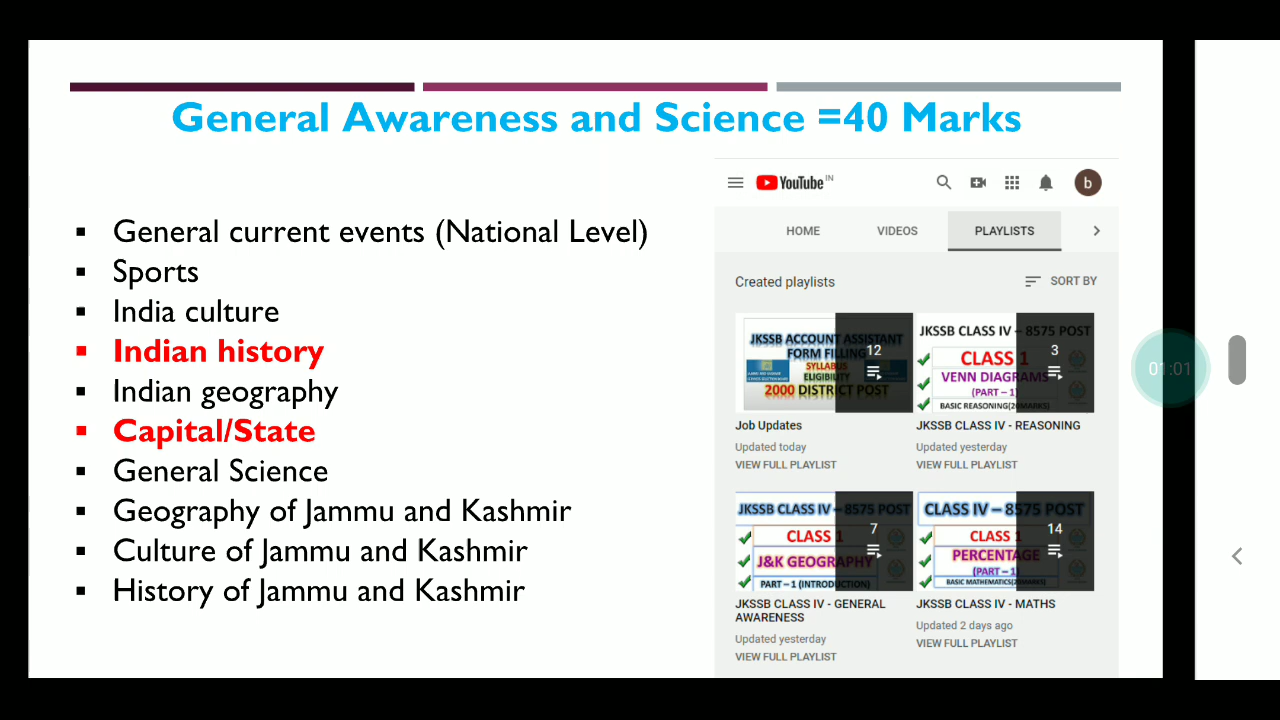 General Awareness and Science =40 Marks
General current events (National Level)
Sports
India culture
Indian history
Indian geography
Capital/State
General Science
Geography of Jammu and Kashmir
Culture of Jammu and Kashmir
History of Jammu and Kashmir
YouTube IN
b
HOME VIDEOS PLAYLISTS
Created playlists SORT BY
JKSSB ACCOUNT ASSISTANT
FORM FILLING
SYLLABUS
ELIGIBILITY
2000 DISTRICT POST
12
Job Updates
Updated today
VIEW FULL PLAYLIST
JKSSB CLASS IV – 8575 POST
CLASS 1
VENN DIAGRAMS
(PART – 1)
BASIC REASONING(20MARKS)
3
JKSSB CLASS IV - REASONING
Updated yesterday
VIEW FULL PLAYLIST
JKSSB CLASS IV – 8575 POST
CLASS 1
J&K GEOGRAPHY
PART – 1 (INTRODUCTION)
7
JKSSB CLASS IV - GENERAL
AWARENESS
Updated yesterday
VIEW FULL PLAYLIST
CLASS IV – 8575 POST
CLASS 1
PERCENTAGE
(PART – 1)
BASIC MATHEMATICS(20MARKS)
14
JKSSB CLASS IV - MATHS
Updated 2 days ago
VIEW FULL PLAYLIST
01:01